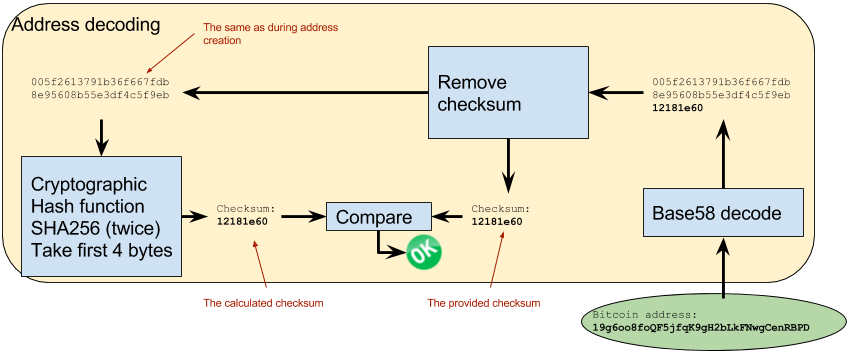 Address decoding
The same as during address
creation
005f2613791b36f667fdb
8e95608b55e3df4c5f9eb
Remove
checksum
005f2613791b36f667fdb
8e95608b55e3df4c5f9eb
12181e60
Cryptographic
Hash function
SHA256 (twice)
Take first 4 bytes
Checksum:
12181e60
Compare
OK
Checksum:
12181e60
Base58 decode
The calculated checksum
The provided checksum
Bitcoin address:
19g6oo8foQF5jfqK9gH2bLkFNwgCenRBPD